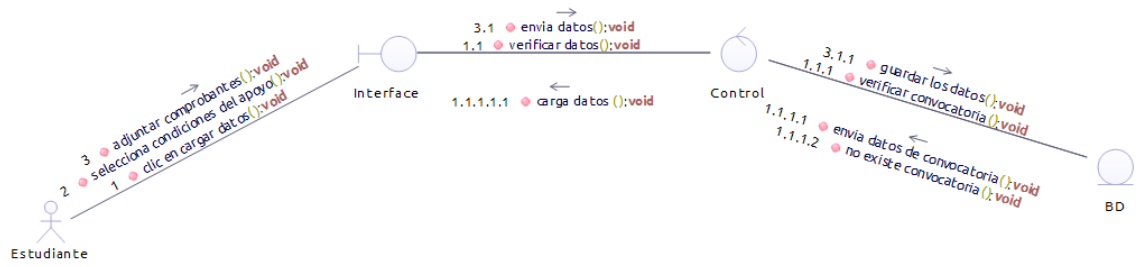 3.1 envia datos();void
1.1 verificar datos();void
3 adjuntar comprobantes();void
2 selecciona condiciones del apoyo();void
1 clic en cargar datos();void
Interface
1.1.1.1.1 carga datos ();void
Control
3.1.1 guardar los datos();void
1.1.1 verificar convocatoria();void
1.1.1.1 envia datos de convocatoria();void
1.1.1.2 no existe convocatoria();void
BD
Estudiante